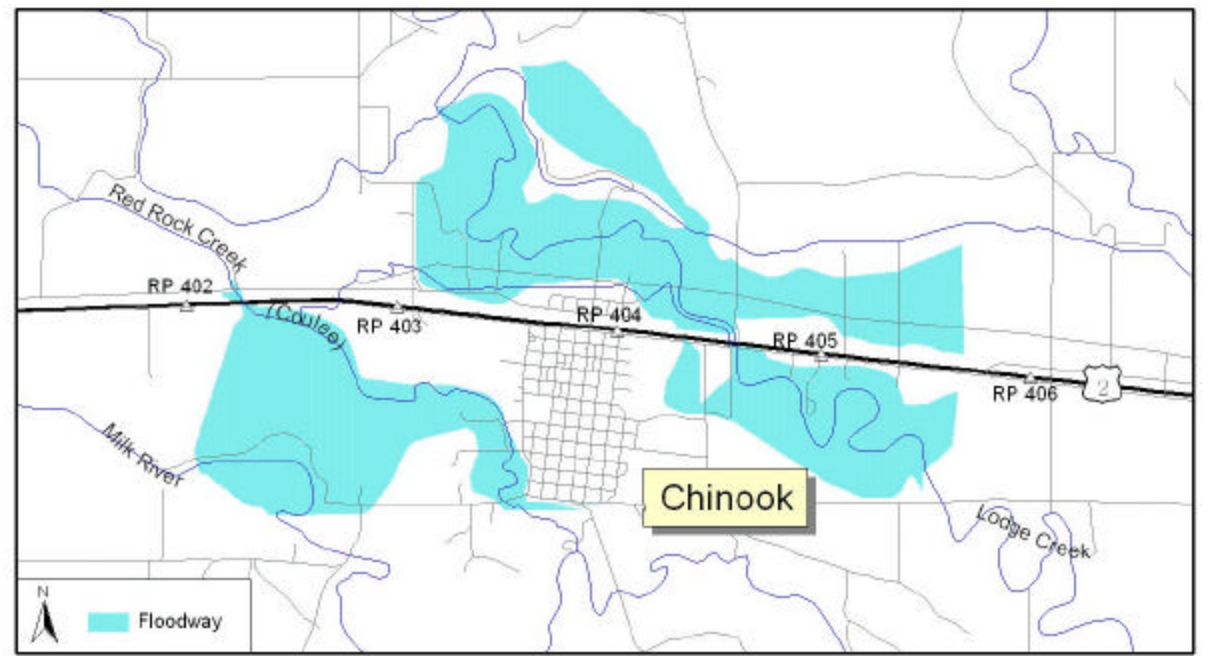 Red Rock Creek
RP 402
(Coulee)
RP 403
RP 404
RP 405
RP 406
2
Milk River
Chinook
Lodge Creek
N
Floodway